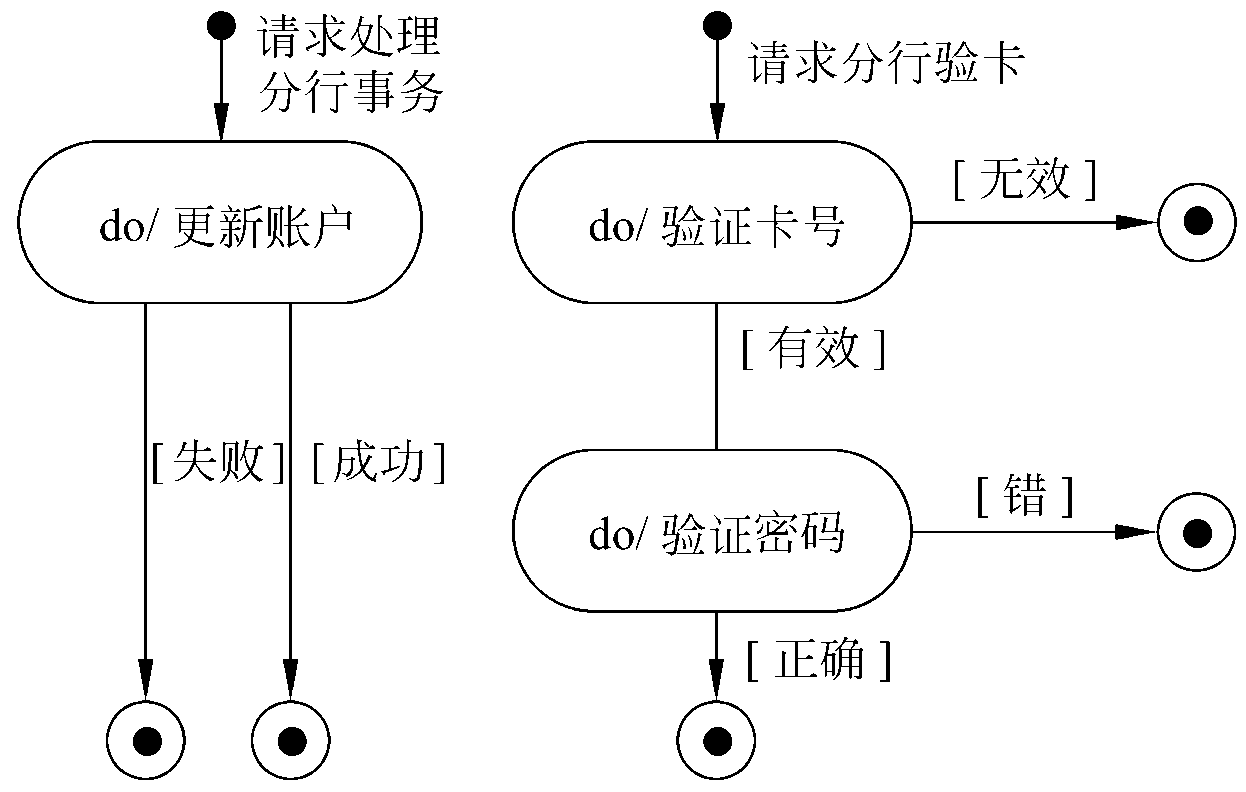 请求处理
分行事务
do/ 更新账户
[失败]
[成功]
请求分行验卡
do/ 验证卡号
[ 无效 ]
[ 有效 ]
do/ 验证密码
[ 错 ]
[ 正确 ]